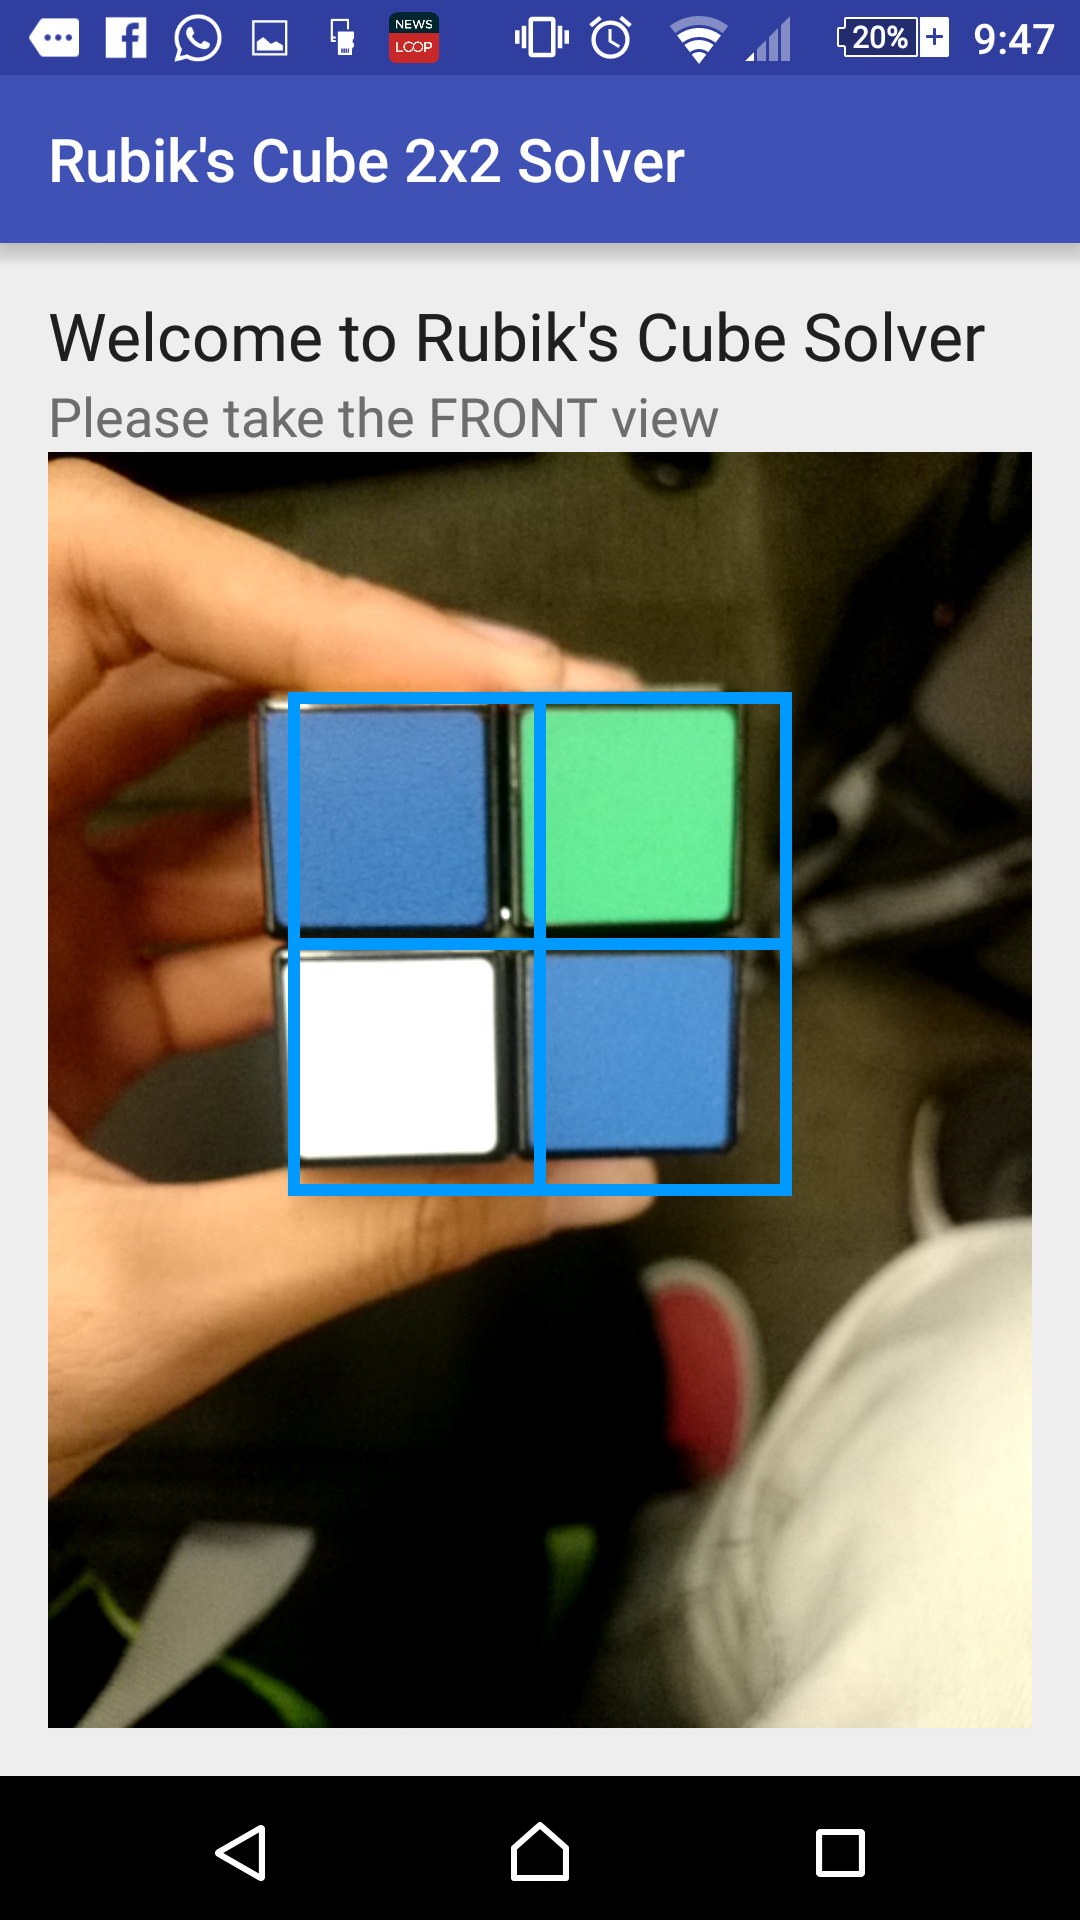 NEWS
LOOP
20%
9:47
Rubik's Cube 2x2 Solver
Welcome to Rubik's Cube Solver
Please take the FRONT view